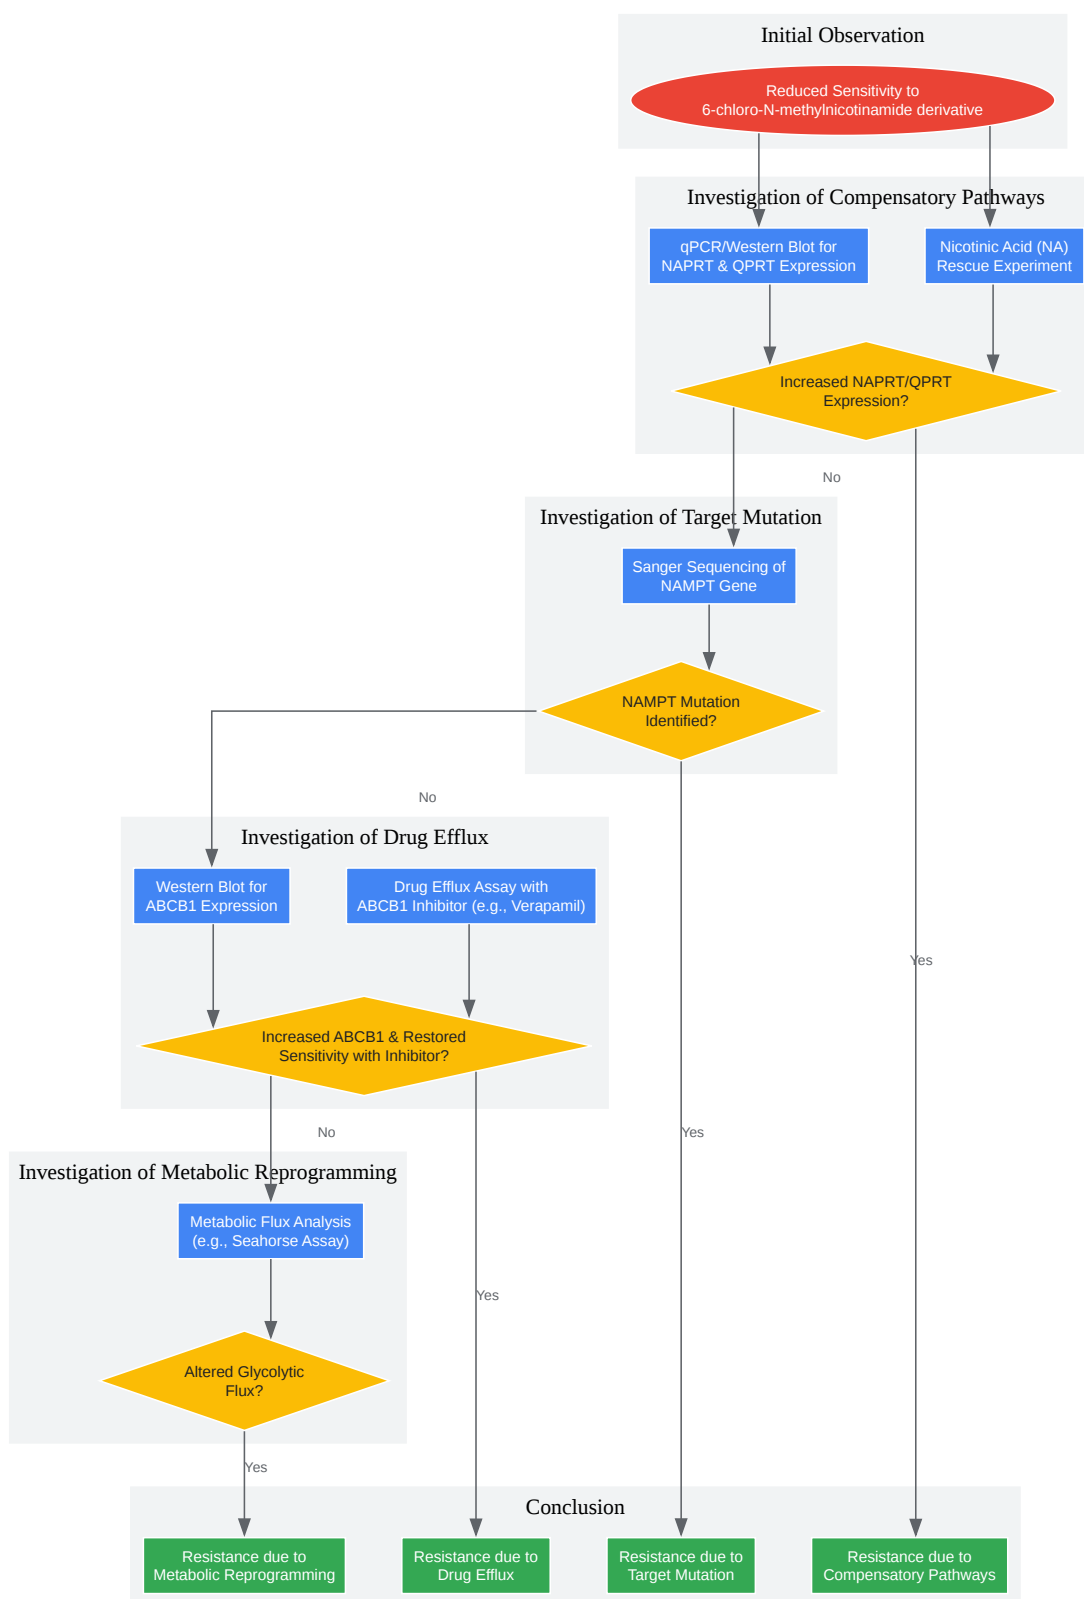 Initial Observation
Reduced Sensitivity to
6-chloro-N-methylnicotinamide derivative
Investigation of Compensatory Pathways
qPCR/Western Blot for
NAPRT & QPRT Expression
Nicotinic Acid (NA)
Rescue Experiment
Increased NAPRT/QPRT
Expression?
No
Investigation of Target Mutation
Sanger Sequencing of
NAMPT Gene
NAMPT Mutation
Identified?
No
Investigation of Drug Efflux
Western Blot for
ABCB1 Expression
Drug Efflux Assay with
ABCB1 Inhibitor (e.g., Verapamil)
Yes
Increased ABCB1 & Restored
Sensitivity with Inhibitor?
No
Yes
Investigation of Metabolic Reprogramming
Metabolic Flux Analysis
(e.g., Seahorse Assay)
Yes
Altered Glycolytic
Flux?
Yes
Conclusion
Resistance due to
Metabolic Reprogramming
Resistance due to
Drug Efflux
Resistance due to
Target Mutation
Resistance due to
Compensatory Pathways